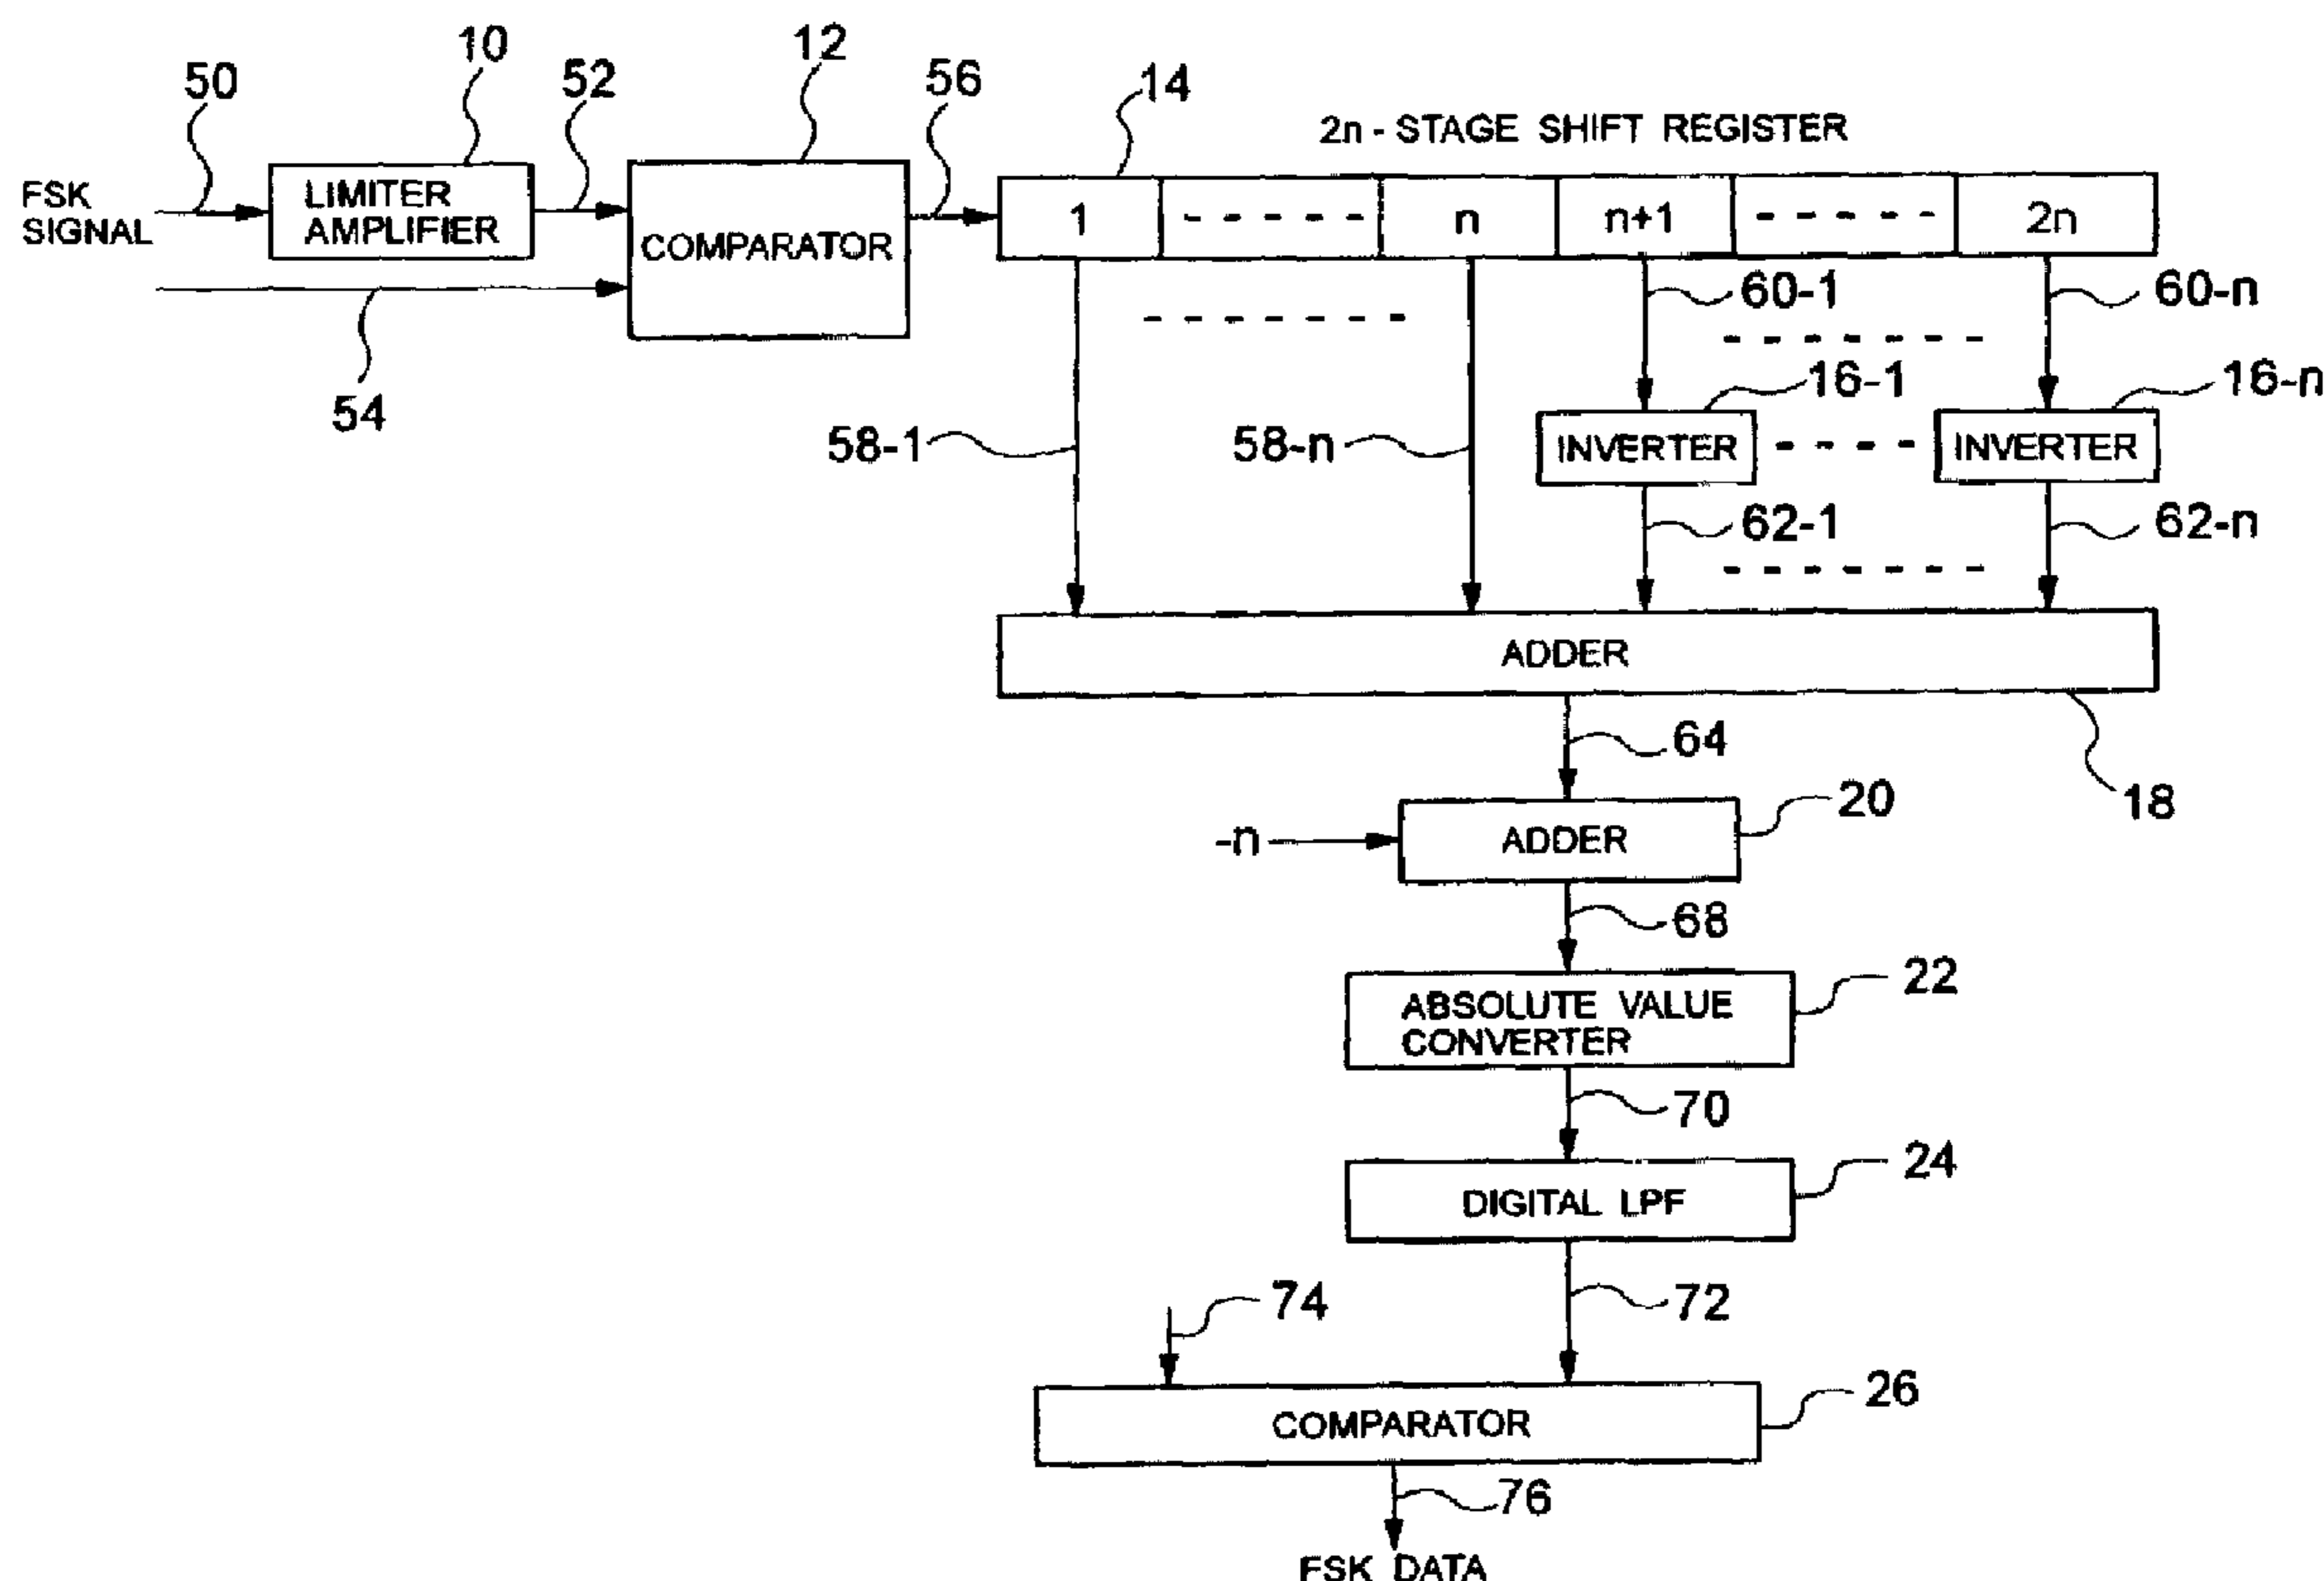 10
12
50
52
56
14
2n - STAGE SHIFT REGISTER
FSK
SIGNAL
LIMITER
AMPLIFIER
COMPARATOR
1 - - - - - n n+1 - - - - - 2n
54
60-1
60-n
16-1
16-n
58-1
58-n
INVERTER - - - - INVERTER
62-1
62-n
ADDER
64
18
-n
ADDER
20
68
ABSOLUTE VALUE
CONVERTER
22
70
DIGITAL LPF
24
74
72
COMPARATOR
26
76
FSK DATA